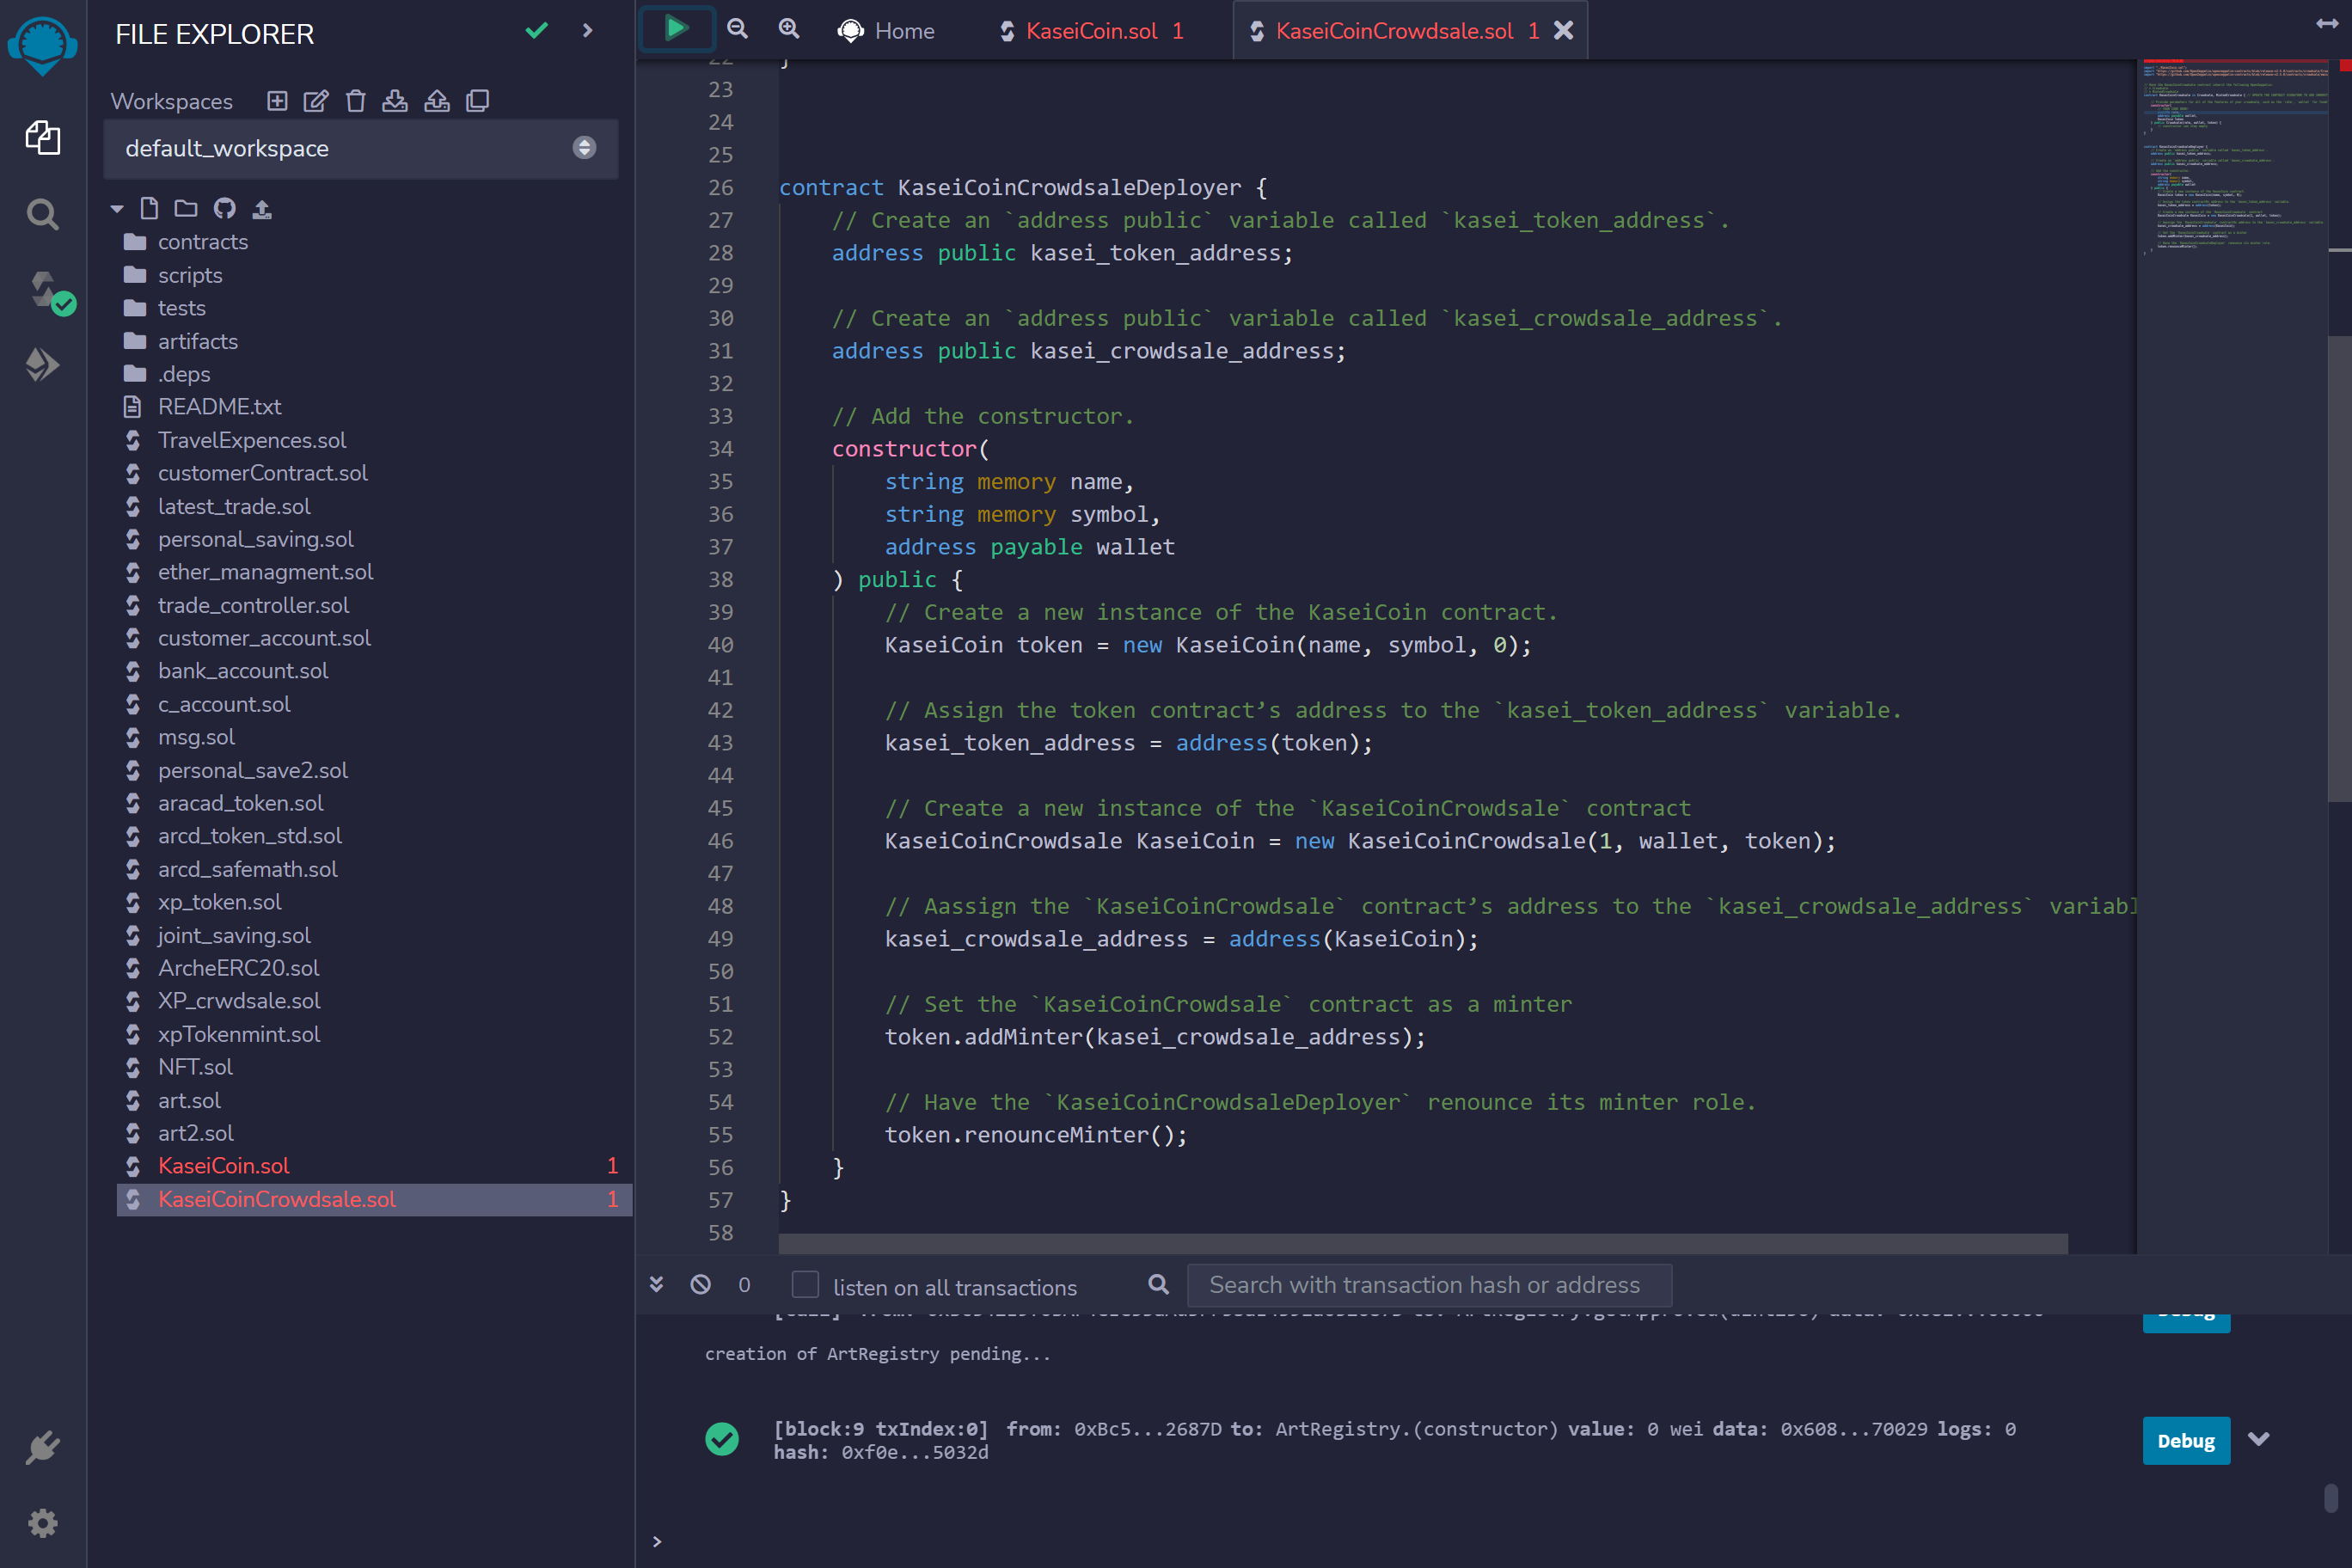 FILE EXPLORER
Workspaces
default_workspace
contracts
scripts
tests
artifacts
.deps
README.txt
TravelExpences.sol
customerContract.sol
latest_trade.sol
personal_saving.sol
ether_managment.sol
trade_controller.sol
customer_account.sol
bank_account.sol
c_account.sol
msg.sol
personal_save2.sol
aracad_token.sol
arcd_token_std.sol
arcd_safemath.sol
xp_token.sol
joint_saving.sol
ArcheERC20.sol
XP_crwdsale.sol
xpTokenmint.sol
NFT.sol
art.sol
art2.sol
KaseiCoin.sol 1
KaseiCoinCrowdsale.sol 1
Home
KaseiCoin.sol 1
KaseiCoinCrowdsale.sol 1
22 }
23
24
25
26 contract KaseiCoinCrowdsaleDeployer {
27 // Create an `address public` variable called `kasei_token_address`.
28 address public kasei_token_address;
29
30 // Create an `address public` variable called `kasei_crowdsale_address`.
31 address public kasei_crowdsale_address;
32
33 // Add the constructor.
34 constructor(
35 string memory name,
36 string memory symbol,
37 address payable wallet
38 ) public {
39 // Create a new instance of the KaseiCoin contract.
40 KaseiCoin token = new KaseiCoin(name, symbol, 0);
41
42 // Assign the token contract’s address to the `kasei_token_address` variable.
43 kasei_token_address = address(token);
44
45 // Create a new instance of the `KaseiCoinCrowdsale` contract
46 KaseiCoinCrowdsale KaseiCoin = new KaseiCoinCrowdsale(1, wallet, token);
47
48 // Aassign the `KaseiCoinCrowdsale` contract’s address to the `kasei_crowdsale_address` variabl
49 kasei_crowdsale_address = address(KaseiCoin);
50
51 // Set the `KaseiCoinCrowdsale` contract as a minter
52 token.addMinter(kasei_crowdsale_address);
53
54 // Have the `KaseiCoinCrowdsaleDeployer` renounce its minter role.
55 token.renounceMinter();
56 }
57 }
58
0 listen on all transactions Search with transaction hash or address
creation of ArtRegistry pending...
[block:9 txIndex:0] from: 0xBc5...2687D to: ArtRegistry.(constructor) value: 0 wei data: 0x608...70029 logs: 0
hash: 0xf0e...5032d
Debug
>